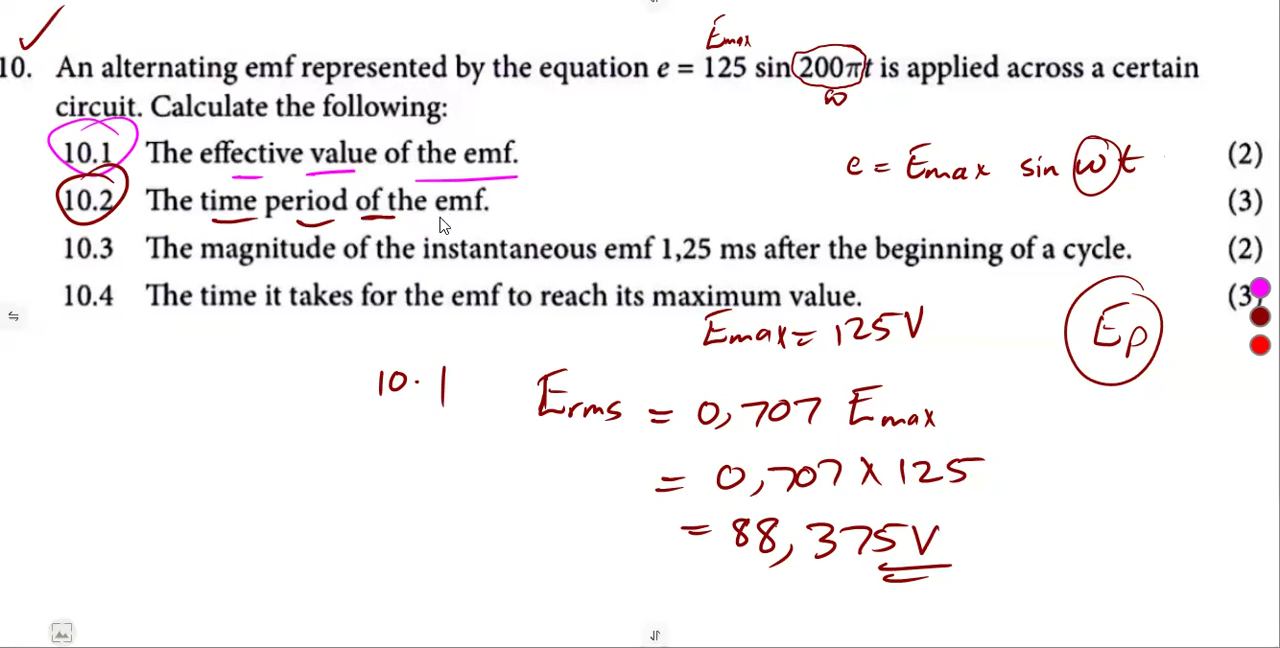 Emax
10. An alternating emf represented by the equation e = 125 sin 200πt is applied across a certain
ω
circuit. Calculate the following:
10.1 The effective value of the emf. (2)
e = Emax sin ωt
10.2 The time period of the emf. (3)
10.3 The magnitude of the instantaneous emf 1,25 ms after the beginning of a cycle. (2)
10.4 The time it takes for the emf to reach its maximum value. (3)
Emax = 125V
Ep
10.1 Erms = 0,707 Emax
= 0,707 x 125
= 88,375V